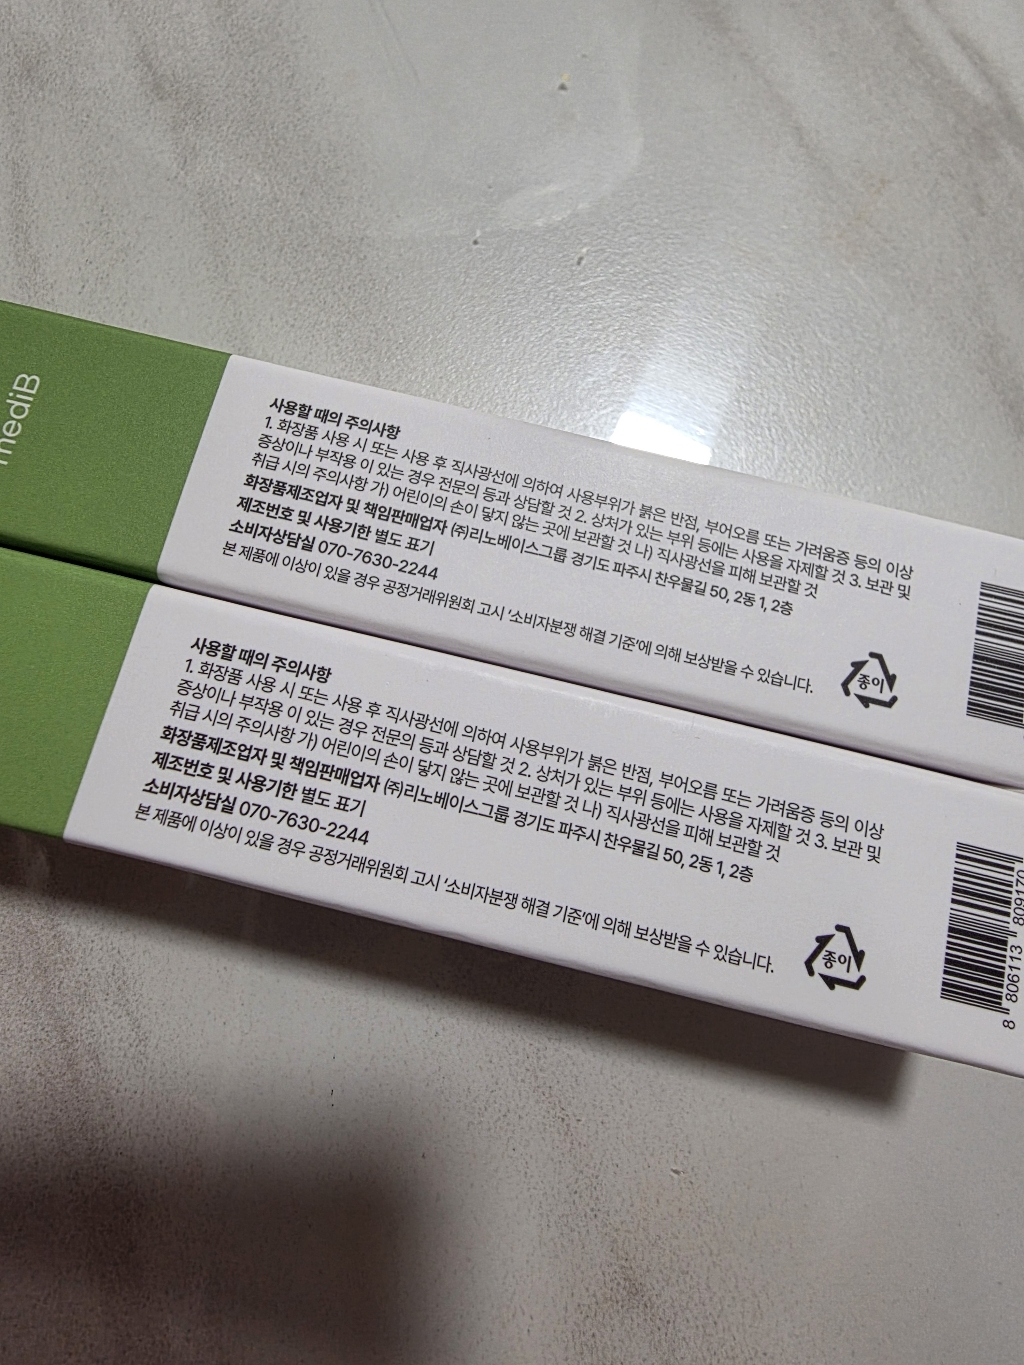 mediB
사용할 때의 주의사항
1. 화장품 사용 시 또는 사용 후 직사광선에 의하여 사용부위가 붉은 반점, 부어오름 또는 가려움증 등의 이상
증상이나 부작용 이 있는 경우 전문의 등과 상담할 것 2. 상처가 있는 부위 등에는 사용을 자제할 것 3. 보관 및
취급 시의 주의사항 가) 어린이의 손이 닿지 않는 곳에 보관할 것 나) 직사광선을 피해 보관할 것
화장품제조업자 및 책임판매업자 ㈜리노베이스그룹 경기도 파주시 찬우물길 50, 2동 1, 2층
제조번호 및 사용기한 별도 표기
소비자상담실 070-7630-2244
본 제품에 이상이 있을 경우 공정거래위원회 고시 '소비자분쟁 해결 기준'에 의해 보상받을 수 있습니다.
종이
사용할 때의 주의사항
1. 화장품 사용 시 또는 사용 후 직사광선에 의하여 사용부위가 붉은 반점, 부어오름 또는 가려움증 등의 이상
증상이나 부작용 이 있는 경우 전문의 등과 상담할 것 2. 상처가 있는 부위 등에는 사용을 자제할 것 3. 보관 및
취급 시의 주의사항 가) 어린이의 손이 닿지 않는 곳에 보관할 것 나) 직사광선을 피해 보관할 것
화장품제조업자 및 책임판매업자 ㈜리노베이스그룹 경기도 파주시 찬우물길 50, 2동 1, 2층
제조번호 및 사용기한 별도 표기
소비자상담실 070-7630-2244
본 제품에 이상이 있을 경우 공정거래위원회 고시 '소비자분쟁 해결 기준'에 의해 보상받을 수 있습니다.
종이
8 806113 809170